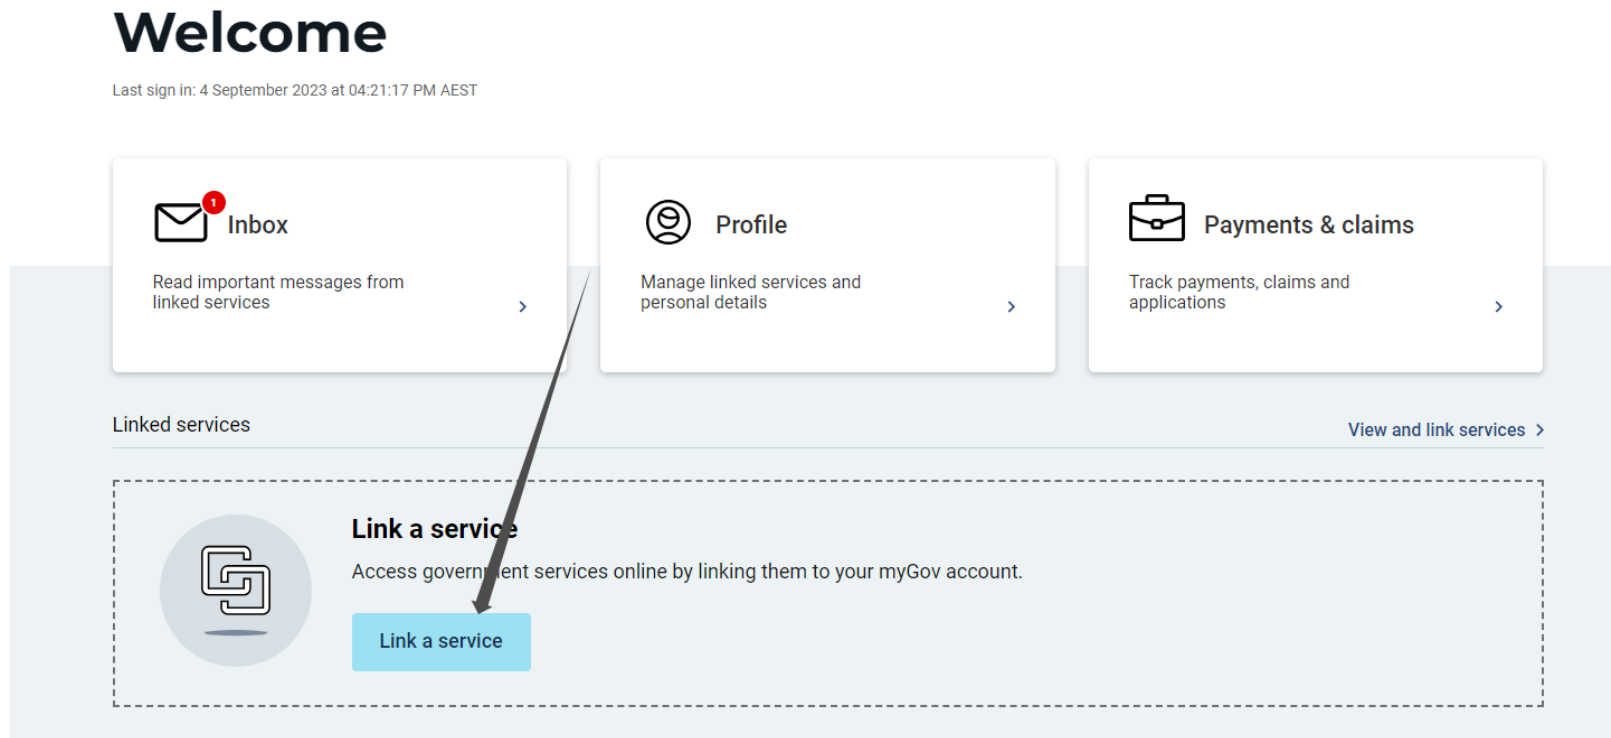 Welcome
Last sign in: 4 September 2023 at 04:21:17 PM AEST
1
Inbox
Read important messages from
linked services
Profile
Manage linked services and
personal details
Payments & claims
Track payments, claims and
applications
Linked services
View and link services
Link a service
Access government services online by linking them to your myGov account.
Link a service